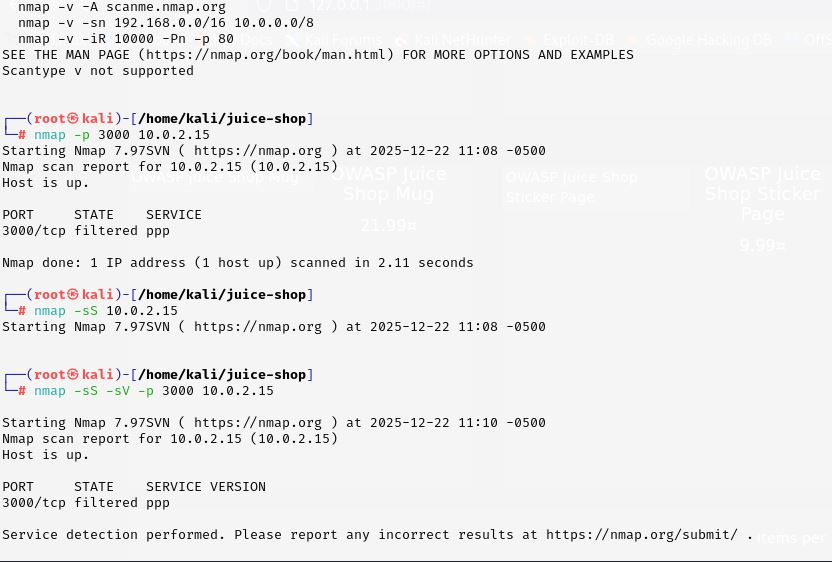 nmap -v -A scanme.nmap.org
127.0.0.1:3000/#/
nmap -v -sn 192.168.0.0/16 10.0.0.0/8
nmap -v -iR 10000 -Pn -p 80
Docs Kali Forums Kali NetHunter Exploit-DB Google Hacking DB OffS
SEE THE MAN PAGE (https://nmap.org/book/man.html) FOR MORE OPTIONS AND EXAMPLES
Scantype v not supported
┌──(root㉿kali)-[/home/kali/juice-shop]
└─# nmap -p 3000 10.0.2.15
Starting Nmap 7.97SVN ( https://nmap.org ) at 2025-12-22 11:08 -0500
Nmap scan report for 10.0.2.15 (10.0.2.15)
Host is up.
OWASP Juice Shop Mug
OWASP Juice
Shop Mug
21.99¤
OWASP Juice Shop
Sticker Page
OWASP Juice
Shop Sticker
Page
9.99¤
PORT     STATE    SERVICE
3000/tcp filtered ppp
Nmap done: 1 IP address (1 host up) scanned in 2.11 seconds
┌──(root㉿kali)-[/home/kali/juice-shop]
└─# nmap -sS 10.0.2.15
Starting Nmap 7.97SVN ( https://nmap.org ) at 2025-12-22 11:08 -0500
┌──(root㉿kali)-[/home/kali/juice-shop]
└─# nmap -sS -sV -p 3000 10.0.2.15
Starting Nmap 7.97SVN ( https://nmap.org ) at 2025-12-22 11:10 -0500
Nmap scan report for 10.0.2.15 (10.0.2.15)
Host is up.
PORT     STATE    SERVICE VERSION
3000/tcp filtered ppp
Service detection performed. Please report any incorrect results at https://nmap.org/submit/ .
Items per